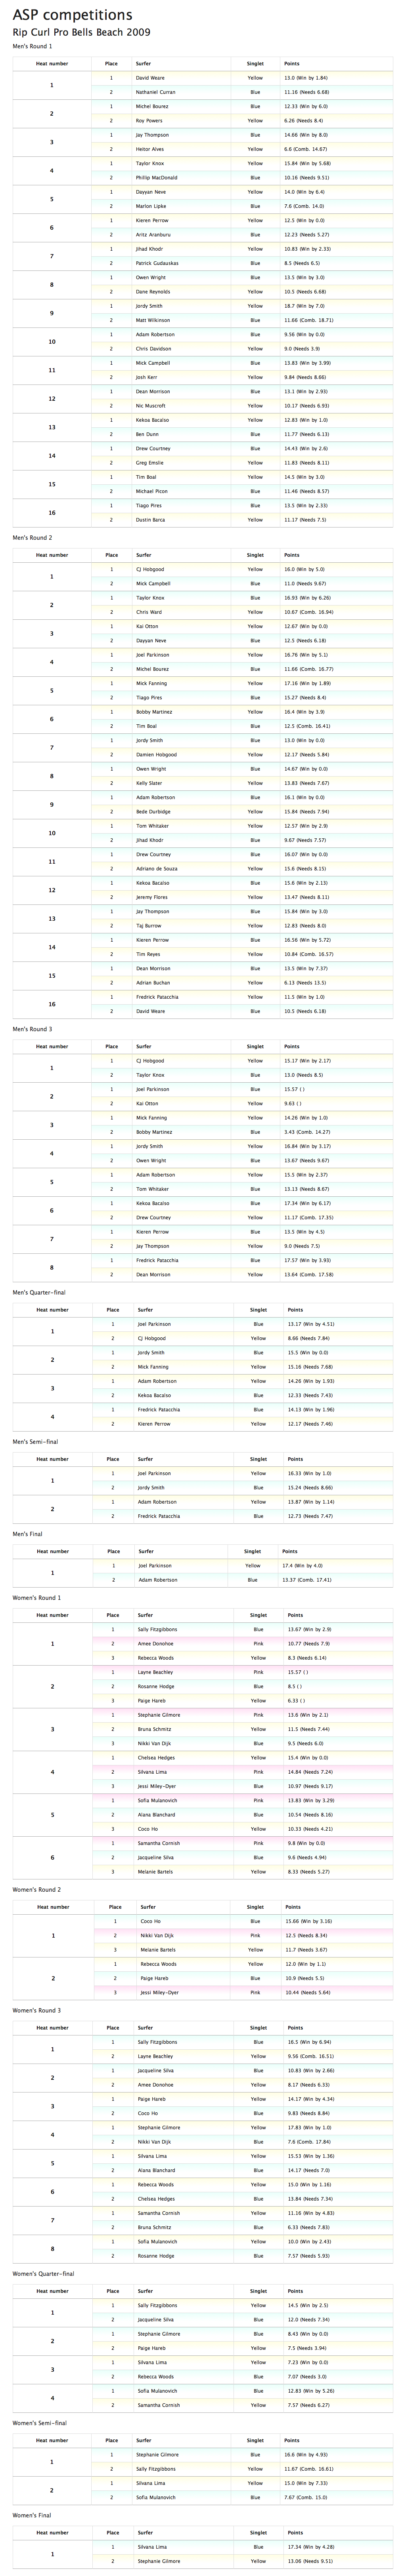 ASP competitions
Rip Curl Pro Bells Beach 2009
Men's Round 1
Heat number Place Surfer Singlet Points
1
1 David Weare Yellow 13.0 (Win by 1.84)
2 Nathaniel Curran Blue 11.16 (Needs 6.68)
2
1 Michel Bourez Blue 12.33 (Win by 6.0)
2 Roy Powers Yellow 6.26 (Needs 8.4)
3
1 Jay Thompson Blue 14.66 (Win by 8.0)
2 Heitor Alves Yellow 6.6 (Comb. 14.67)
4
1 Taylor Knox Yellow 15.84 (Win by 5.68)
2 Phillip MacDonald Blue 10.16 (Needs 9.51)
5
1 Dayyan Neve Yellow 14.0 (Win by 6.4)
2 Marlon Lipke Blue 7.6 (Comb. 14.0)
6
1 Kieren Perrow Yellow 12.5 (Win by 0.0)
2 Aritz Aranburu Blue 12.23 (Needs 5.27)
7
1 Jihad Khodr Yellow 10.83 (Win by 2.33)
2 Patrick Gudauskas Blue 8.5 (Needs 6.5)
8
1 Owen Wright Blue 13.5 (Win by 3.0)
2 Dane Reynolds Yellow 10.5 (Needs 6.68)
9
1 Jordy Smith Yellow 18.7 (Win by 7.0)
2 Matt Wilkinson Blue 11.66 (Comb. 18.71)
10
1 Adam Robertson Blue 9.56 (Win by 0.0)
2 Chris Davidson Yellow 9.0 (Needs 3.9)
11
1 Mick Campbell Blue 13.83 (Win by 3.99)
2 Josh Kerr Yellow 9.84 (Needs 8.66)
12
1 Dean Morrison Blue 13.1 (Win by 2.93)
2 Nic Muscroft Yellow 10.17 (Needs 6.93)
13
1 Kekoa Bacalso Yellow 12.83 (Win by 1.0)
2 Ben Dunn Blue 11.77 (Needs 6.13)
14
1 Drew Courtney Blue 14.43 (Win by 2.6)
2 Greg Emslie Yellow 11.83 (Needs 8.11)
15
1 Tim Boal Yellow 14.5 (Win by 3.0)
2 Michael Picon Blue 11.46 (Needs 8.57)
16
1 Tiago Pires Blue 13.5 (Win by 2.33)
2 Dustin Barca Yellow 11.17 (Needs 7.5)
Men's Round 2
Heat number Place Surfer Singlet Points
1
1 CJ Hobgood Yellow 16.0 (Win by 5.0)
2 Mick Campbell Blue 11.0 (Needs 9.67)
2
1 Taylor Knox Blue 16.93 (Win by 6.26)
2 Chris Ward Yellow 10.67 (Comb. 16.94)
3
1 Kai Otton Yellow 12.67 (Win by 0.0)
2 Dayyan Neve Blue 12.5 (Needs 6.18)
4
1 Joel Parkinson Yellow 16.76 (Win by 5.1)
2 Michel Bourez Blue 11.66 (Comb. 16.77)
5
1 Mick Fanning Yellow 17.16 (Win by 1.89)
2 Tiago Pires Blue 15.27 (Needs 8.4)
6
1 Bobby Martinez Yellow 16.4 (Win by 3.9)
2 Tim Boal Blue 12.5 (Comb. 16.41)
7
1 Jordy Smith Blue 13.0 (Win by 0.0)
2 Damien Hobgood Yellow 12.17 (Needs 5.84)
8
1 Owen Wright Blue 14.67 (Win by 0.0)
2 Kelly Slater Yellow 13.83 (Needs 7.67)
9
1 Adam Robertson Blue 16.1 (Win by 0.0)
2 Bede Durbidge Yellow 15.84 (Needs 7.94)
10
1 Tom Whitaker Yellow 12.57 (Win by 2.9)
2 Jihad Khodr Blue 9.67 (Needs 7.57)
11
1 Drew Courtney Blue 16.07 (Win by 0.0)
2 Adriano de Souza Yellow 15.6 (Needs 8.15)
12
1 Kekoa Bacalso Blue 15.6 (Win by 2.13)
2 Jeremy Flores Yellow 13.47 (Needs 8.11)
13
1 Jay Thompson Blue 15.84 (Win by 3.0)
2 Taj Burrow Yellow 12.83 (Needs 8.0)
14
1 Kieren Perrow Blue 16.56 (Win by 5.72)
2 Tim Reyes Yellow 10.84 (Comb. 16.57)
15
1 Dean Morrison Blue 13.5 (Win by 7.37)
2 Adrian Buchan Yellow 6.13 (Needs 13.5)
16
1 Fredrick Patacchia Yellow 11.5 (Win by 1.0)
2 David Weare Blue 10.5 (Needs 6.18)
Men's Round 3
Heat number Place Surfer Singlet Points
1
1 CJ Hobgood Yellow 15.17 (Win by 2.17)
2 Taylor Knox Blue 13.0 (Needs 8.5)
2
1 Joel Parkinson Blue 15.57 ( )
2 Kai Otton Yellow 9.63 ( )
3
1 Mick Fanning Yellow 14.26 (Win by 1.0)
2 Bobby Martinez Blue 3.43 (Comb. 14.27)
4
1 Jordy Smith Yellow 16.84 (Win by 3.17)
2 Owen Wright Blue 13.67 (Needs 9.67)
5
1 Adam Robertson Yellow 15.5 (Win by 2.37)
2 Tom Whitaker Blue 13.13 (Needs 8.67)
6
1 Kekoa Bacalso Blue 17.34 (Win by 6.17)
2 Drew Courtney Yellow 11.17 (Comb. 17.35)
7
1 Kieren Perrow Blue 13.5 (Win by 4.5)
2 Jay Thompson Yellow 9.0 (Needs 7.5)
8
1 Fredrick Patacchia Blue 17.57 (Win by 3.93)
2 Dean Morrison Yellow 13.64 (Comb. 17.58)
Men's Quarter-final
Heat number Place Surfer Singlet Points
1
1 Joel Parkinson Blue 13.17 (Win by 4.51)
2 CJ Hobgood Yellow 8.66 (Needs 7.84)
2
1 Jordy Smith Blue 15.5 (Win by 0.0)
2 Mick Fanning Yellow 15.16 (Needs 7.68)
3
1 Adam Robertson Yellow 14.26 (Win by 1.93)
2 Kekoa Bacalso Blue 12.33 (Needs 7.43)
4
1 Fredrick Patacchia Blue 14.13 (Win by 1.96)
2 Kieren Perrow Yellow 12.17 (Needs 7.46)
Men's Semi-final
Heat number Place Surfer Singlet Points
1
1 Joel Parkinson Yellow 16.33 (Win by 1.0)
2 Jordy Smith Blue 15.24 (Needs 8.66)
2
1 Adam Robertson Yellow 13.87 (Win by 1.14)
2 Fredrick Patacchia Blue 12.73 (Needs 7.47)
Men's Final
Heat number Place Surfer Singlet Points
1
1 Joel Parkinson Yellow 17.4 (Win by 4.0)
2 Adam Robertson Blue 13.37 (Comb. 17.41)
Women's Round 1
Heat number Place Surfer Singlet Points
1
1 Sally Fitzgibbons Blue 13.67 (Win by 2.9)
2 Amee Donohoe Pink 10.77 (Needs 7.9)
3 Rebecca Woods Yellow 8.3 (Needs 6.14)
2
1 Layne Beachley Pink 15.57 ( )
2 Rosanne Hodge Blue 8.5 ( )
3 Paige Hareb Yellow 6.33 ( )
3
1 Stephanie Gilmore Pink 13.6 (Win by 2.1)
2 Bruna Schmitz Yellow 11.5 (Needs 7.44)
3 Nikki Van Dijk Blue 9.5 (Needs 6.0)
4
1 Chelsea Hedges Yellow 15.4 (Win by 0.0)
2 Silvana Lima Pink 14.84 (Needs 7.24)
3 Jessi Miley-Dyer Blue 10.97 (Needs 9.17)
5
1 Sofia Mulanovich Pink 13.83 (Win by 3.29)
2 Alana Blanchard Blue 10.54 (Needs 8.16)
3 Coco Ho Yellow 10.33 (Needs 4.21)
6
1 Samantha Cornish Pink 9.8 (Win by 0.0)
2 Jacqueline Silva Blue 9.6 (Needs 4.94)
3 Melanie Bartels Yellow 8.33 (Needs 5.27)
Women's Round 2
Heat number Place Surfer Singlet Points
1
1 Coco Ho Blue 15.66 (Win by 3.16)
2 Nikki Van Dijk Pink 12.5 (Needs 8.34)
3 Melanie Bartels Yellow 11.7 (Needs 3.67)
2
1 Rebecca Woods Yellow 12.0 (Win by 1.1)
2 Paige Hareb Blue 10.9 (Needs 5.5)
3 Jessi Miley-Dyer Pink 10.44 (Needs 5.64)
Women's Round 3
Heat number Place Surfer Singlet Points
1
1 Sally Fitzgibbons Blue 16.5 (Win by 6.94)
2 Layne Beachley Yellow 9.56 (Comb. 16.51)
2
1 Jacqueline Silva Blue 10.83 (Win by 2.66)
2 Amee Donohoe Yellow 8.17 (Needs 6.33)
3
1 Paige Hareb Yellow 14.17 (Win by 4.34)
2 Coco Ho Blue 9.83 (Needs 8.84)
4
1 Stephanie Gilmore Yellow 17.83 (Win by 1.0)
2 Nikki Van Dijk Blue 7.6 (Comb. 17.84)
5
1 Silvana Lima Yellow 15.53 (Win by 1.36)
2 Alana Blanchard Blue 14.17 (Needs 7.0)
6
1 Rebecca Woods Yellow 15.0 (Win by 1.16)
2 Chelsea Hedges Blue 13.84 (Needs 7.34)
7
1 Samantha Cornish Yellow 11.16 (Win by 4.83)
2 Bruna Schmitz Blue 6.33 (Needs 7.83)
8
1 Sofia Mulanovich Yellow 10.0 (Win by 2.43)
2 Rosanne Hodge Blue 7.57 (Needs 5.93)
Women's Quarter-final
Heat number Place Surfer Singlet Points
1
1 Sally Fitzgibbons Yellow 14.5 (Win by 2.5)
2 Jacqueline Silva Blue 12.0 (Needs 7.34)
2
1 Stephanie Gilmore Blue 8.43 (Win by 0.0)
2 Paige Hareb Yellow 7.5 (Needs 3.94)
3
1 Silvana Lima Yellow 7.23 (Win by 0.0)
2 Rebecca Woods Blue 7.07 (Needs 3.0)
4
1 Sofia Mulanovich Blue 12.83 (Win by 5.26)
2 Samantha Cornish Yellow 7.57 (Needs 6.27)
Women's Semi-final
Heat number Place Surfer Singlet Points
1
1 Stephanie Gilmore Blue 16.6 (Win by 4.93)
2 Sally Fitzgibbons Yellow 11.67 (Comb. 16.61)
2
1 Silvana Lima Yellow 15.0 (Win by 7.33)
2 Sofia Mulanovich Blue 7.67 (Comb. 15.0)
Women's Final
Heat number Place Surfer Singlet Points
1
1 Silvana Lima Blue 17.34 (Win by 4.28)
2 Stephanie Gilmore Yellow 13.06 (Needs 9.51)